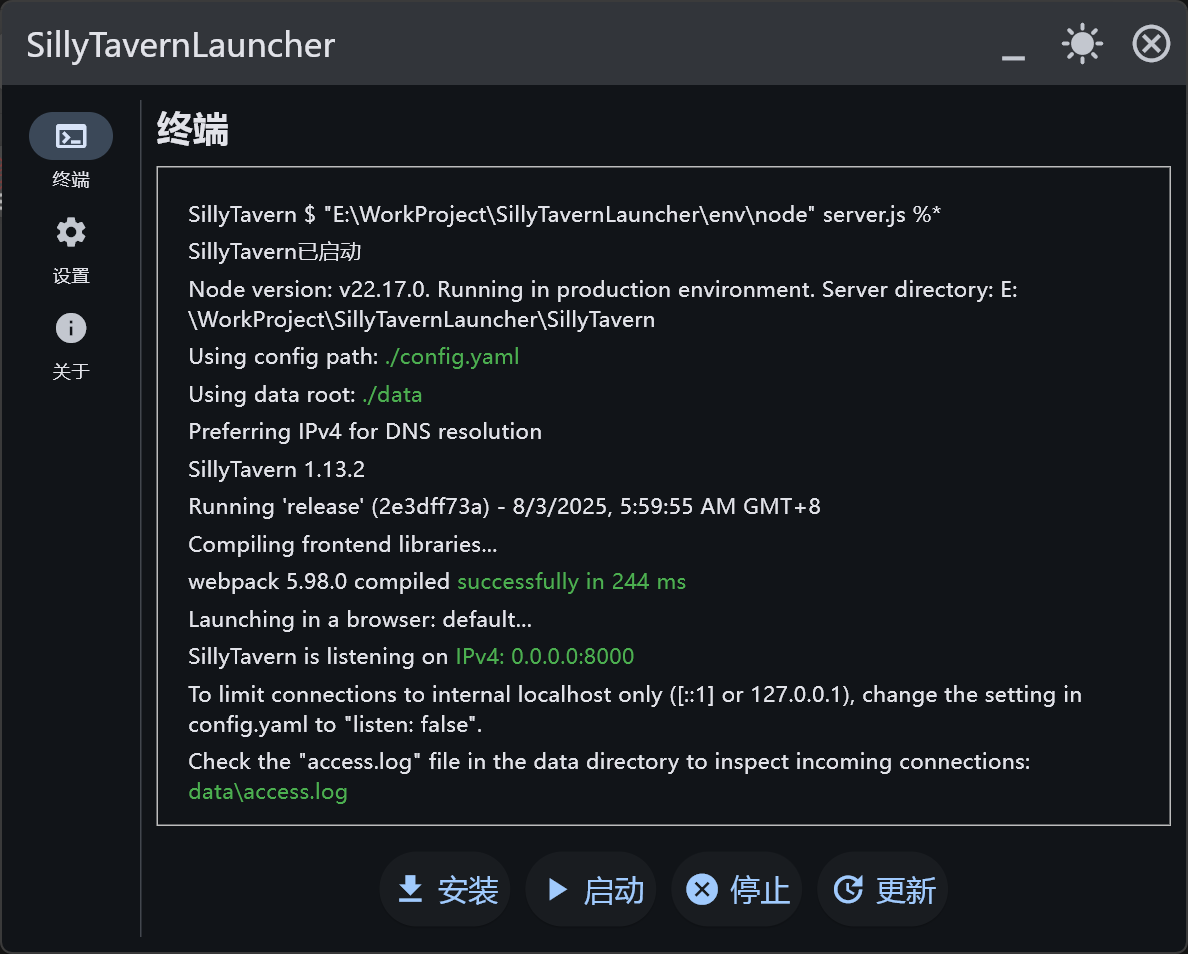 SillyTavernLauncher
终端
设置
关于
终端
SillyTavern $ "E:\WorkProject\SillyTavernLauncher\env\node" server.js %*
SillyTavern已启动
Node version: v22.17.0. Running in production environment. Server directory: E:
\WorkProject\SillyTavernLauncher\SillyTavern
Using config path: ./config.yaml
Using data root: ./data
Preferring IPv4 for DNS resolution
SillyTavern 1.13.2
Running 'release' (2e3dff73a) - 8/3/2025, 5:59:55 AM GMT+8
Compiling frontend libraries...
webpack 5.98.0 compiled successfully in 244 ms
Launching in a browser: default...
SillyTavern is listening on IPv4: 0.0.0.0:8000
To limit connections to internal localhost only ([::1] or 127.0.0.1), change the setting in
config.yaml to "listen: false".
Check the "access.log" file in the data directory to inspect incoming connections:
data\access.log
安装 启动 停止 更新